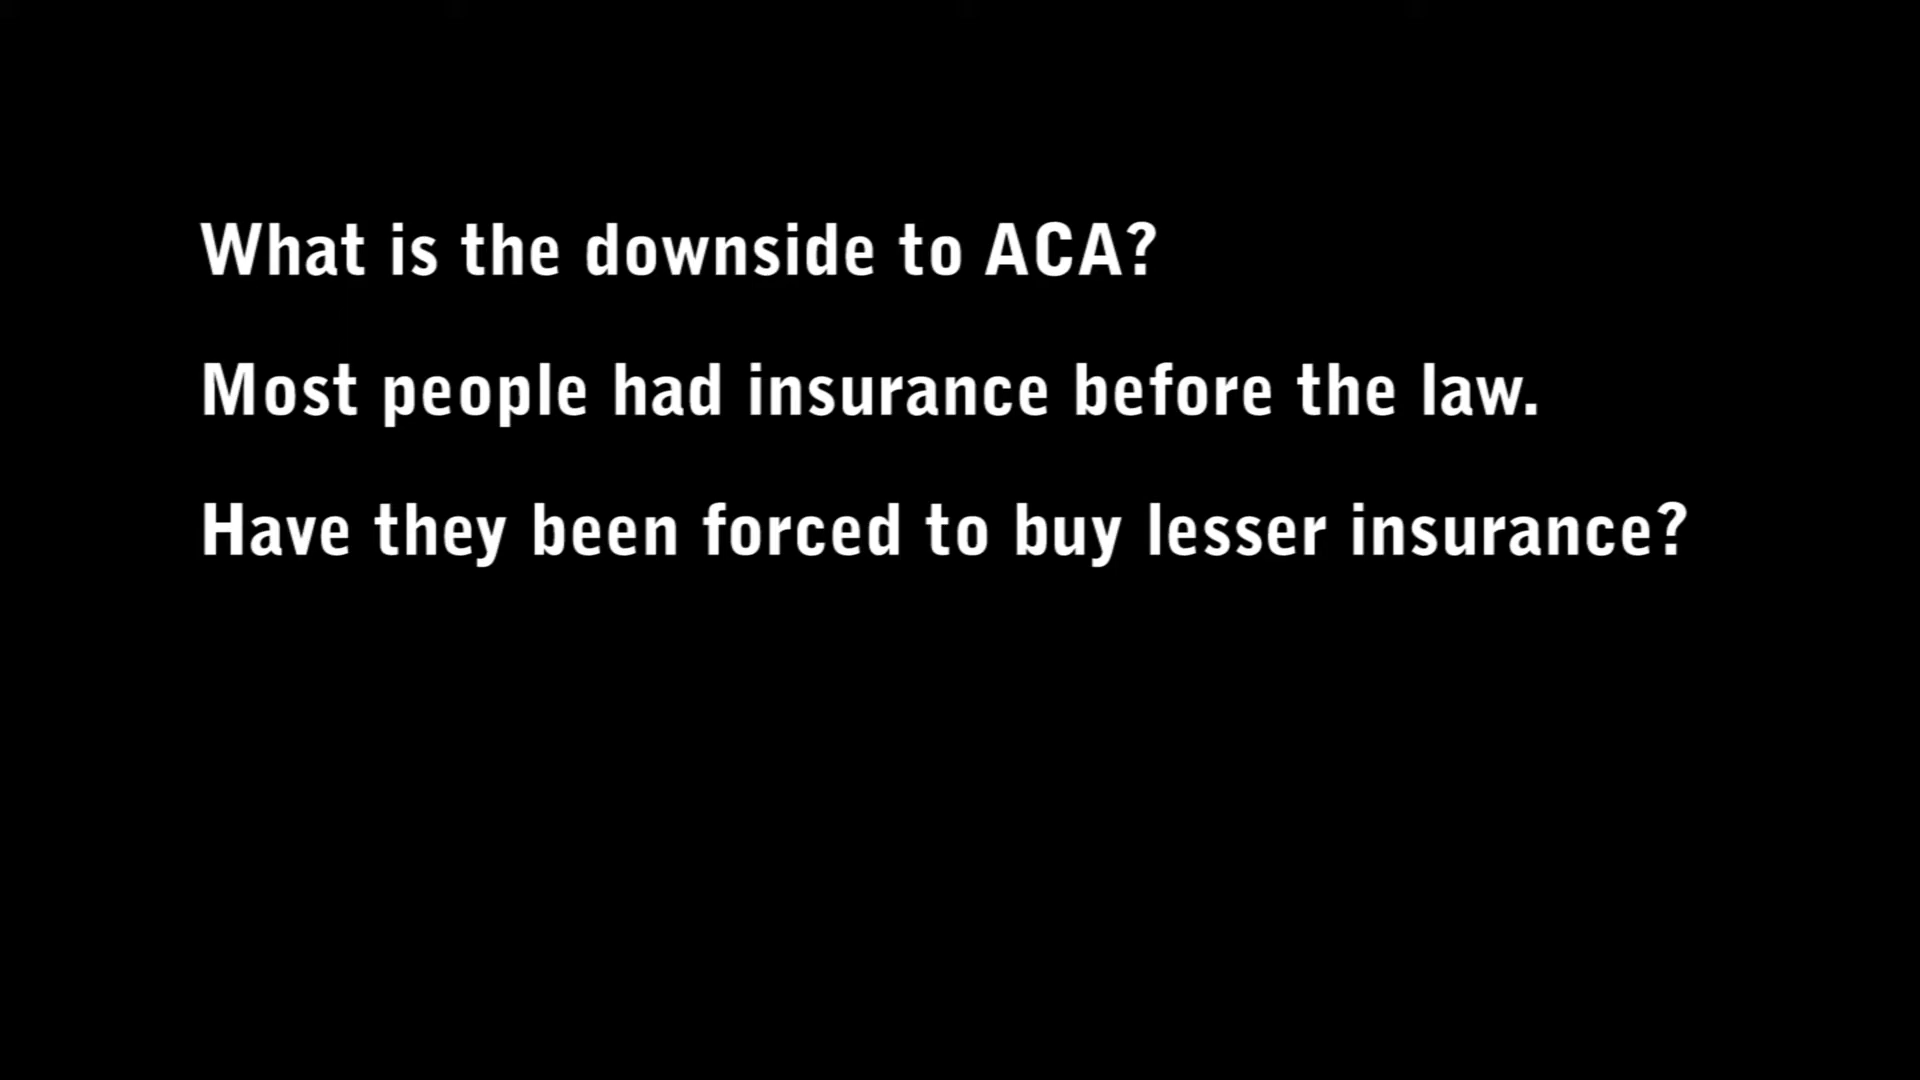 What is the downside to ACA?
Most people had insurance before the law.
Have they been forced to buy lesser insurance?